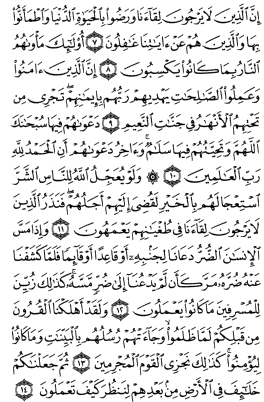 إِنَّ ٱلَّذِينَ لَا يَرۡجُونَ لِقَآءَنَا وَرَضُواْ بِٱلۡحَيَوٰةِ ٱلدُّنۡيَا وَٱطۡمَأَنُّواْ
بِهَا وَٱلَّذِينَ هُمۡ عَنۡ ءَايَٰتِنَا غَٰفِلُونَ ٧ أُوْلَٰٓئِكَ مَأۡوَىٰهُمُ
ٱلنَّارُ بِمَا كَانُواْ يَكۡسِبُونَ ٨ إِنَّ ٱلَّذِينَ ءَامَنُواْ
وَعَمِلُواْ ٱلصَّٰلِحَٰتِ يَهۡدِيهِمۡ رَبُّهُم بِإِيمَٰنِهِمۡۖ تَجۡرِي مِن
تَحۡتِهِمُ ٱلۡأَنۡهَٰرُ فِي جَنَّٰتِ ٱلنَّعِيمِ ٩ دَعۡوَىٰهُمۡ فِيهَا سُبۡحَٰنَكَ
ٱللَّهُمَّ وَتَحِيَّتُهُمۡ فِيهَا سَلَٰمٞۚ وَءَاخِرُ دَعۡوَىٰهُمۡ أَنِ ٱلۡحَمۡدُ لِلَّهِ
رَبِّ ٱلۡعَٰلَمِينَ ١٠ ۞ وَلَوۡ يُعَجِّلُ ٱللَّهُ لِلنَّاسِ ٱلشَّرَّ
ٱسۡتِعۡجَالَهُم بِٱلۡخَيۡرِ لَقُضِيَ إِلَيۡهِمۡ أَجَلُهُمۡۖ فَنَذَرُ ٱلَّذِينَ
لَا يَرۡجُونَ لِقَآءَنَا فِي طُغۡيَٰنِهِمۡ يَعۡمَهُونَ ١١ وَإِذَا مَسَّ
ٱلۡإِنسَٰنَ ٱلضُّرُّ دَعَانَا لِجَنۢبِهِۦٓ أَوۡ قَاعِدًا أَوۡ قَآئِمٗا فَلَمَّا كَشَفۡنَا
عَنۡهُ ضُرَّهُۥ مَرَّ كَأَن لَّمۡ يَدۡعُنَآ إِلَىٰ ضُرّٖ مَّسَّهُۥۚ كَذَٰلِكَ زُيِّنَ
لِلۡمُسۡرِفِينَ مَا كَانُواْ يَعۡمَلُونَ ١٢ وَلَقَدۡ أَهۡلَكۡنَا ٱلۡقُرُونَ
مِن قَبۡلِكُمۡ لَمَّا ظَلَمُواْ وَجَآءَتۡهُمۡ رُسُلُهُم بِٱلۡبَيِّنَٰتِ وَمَا كَانُواْ
لِيُؤۡمِنُواْۚ كَذَٰلِكَ نَجۡزِي ٱلۡقَوۡمَ ٱلۡمُجۡرِمِينَ ١٣ ثُمَّ جَعَلۡنَٰكُمۡ
خَلَٰٓئِفَ فِي ٱلۡأَرۡضِ مِنۢ بَعۡدِهِمۡ لِنَنظُرَ كَيۡفَ تَعۡمَلُونَ ١٤